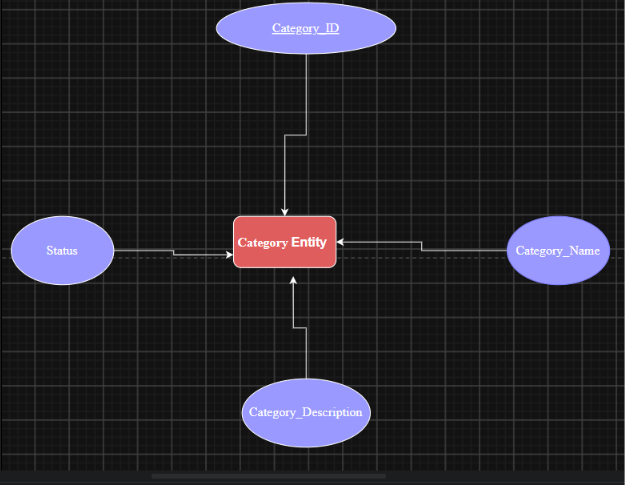 Category_ID
Category Entity
Status
Category_Name
Category_Description